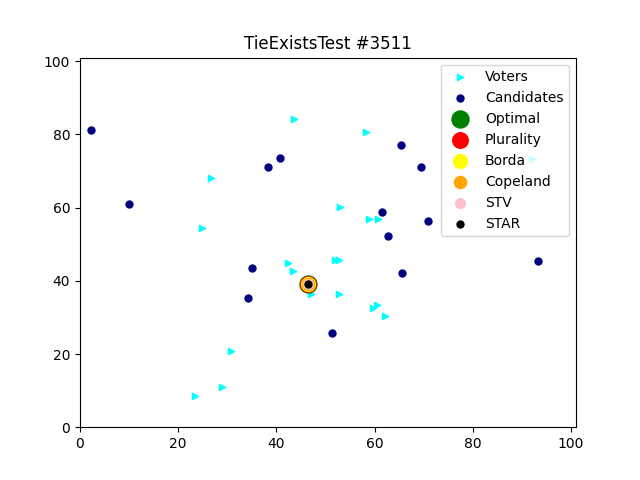 TieExistsTest #3511
100
80
60
40
20
0
0 20 40 60 80 100
Voters
Candidates
Optimal
Plurality
Borda
Copeland
STV
STAR